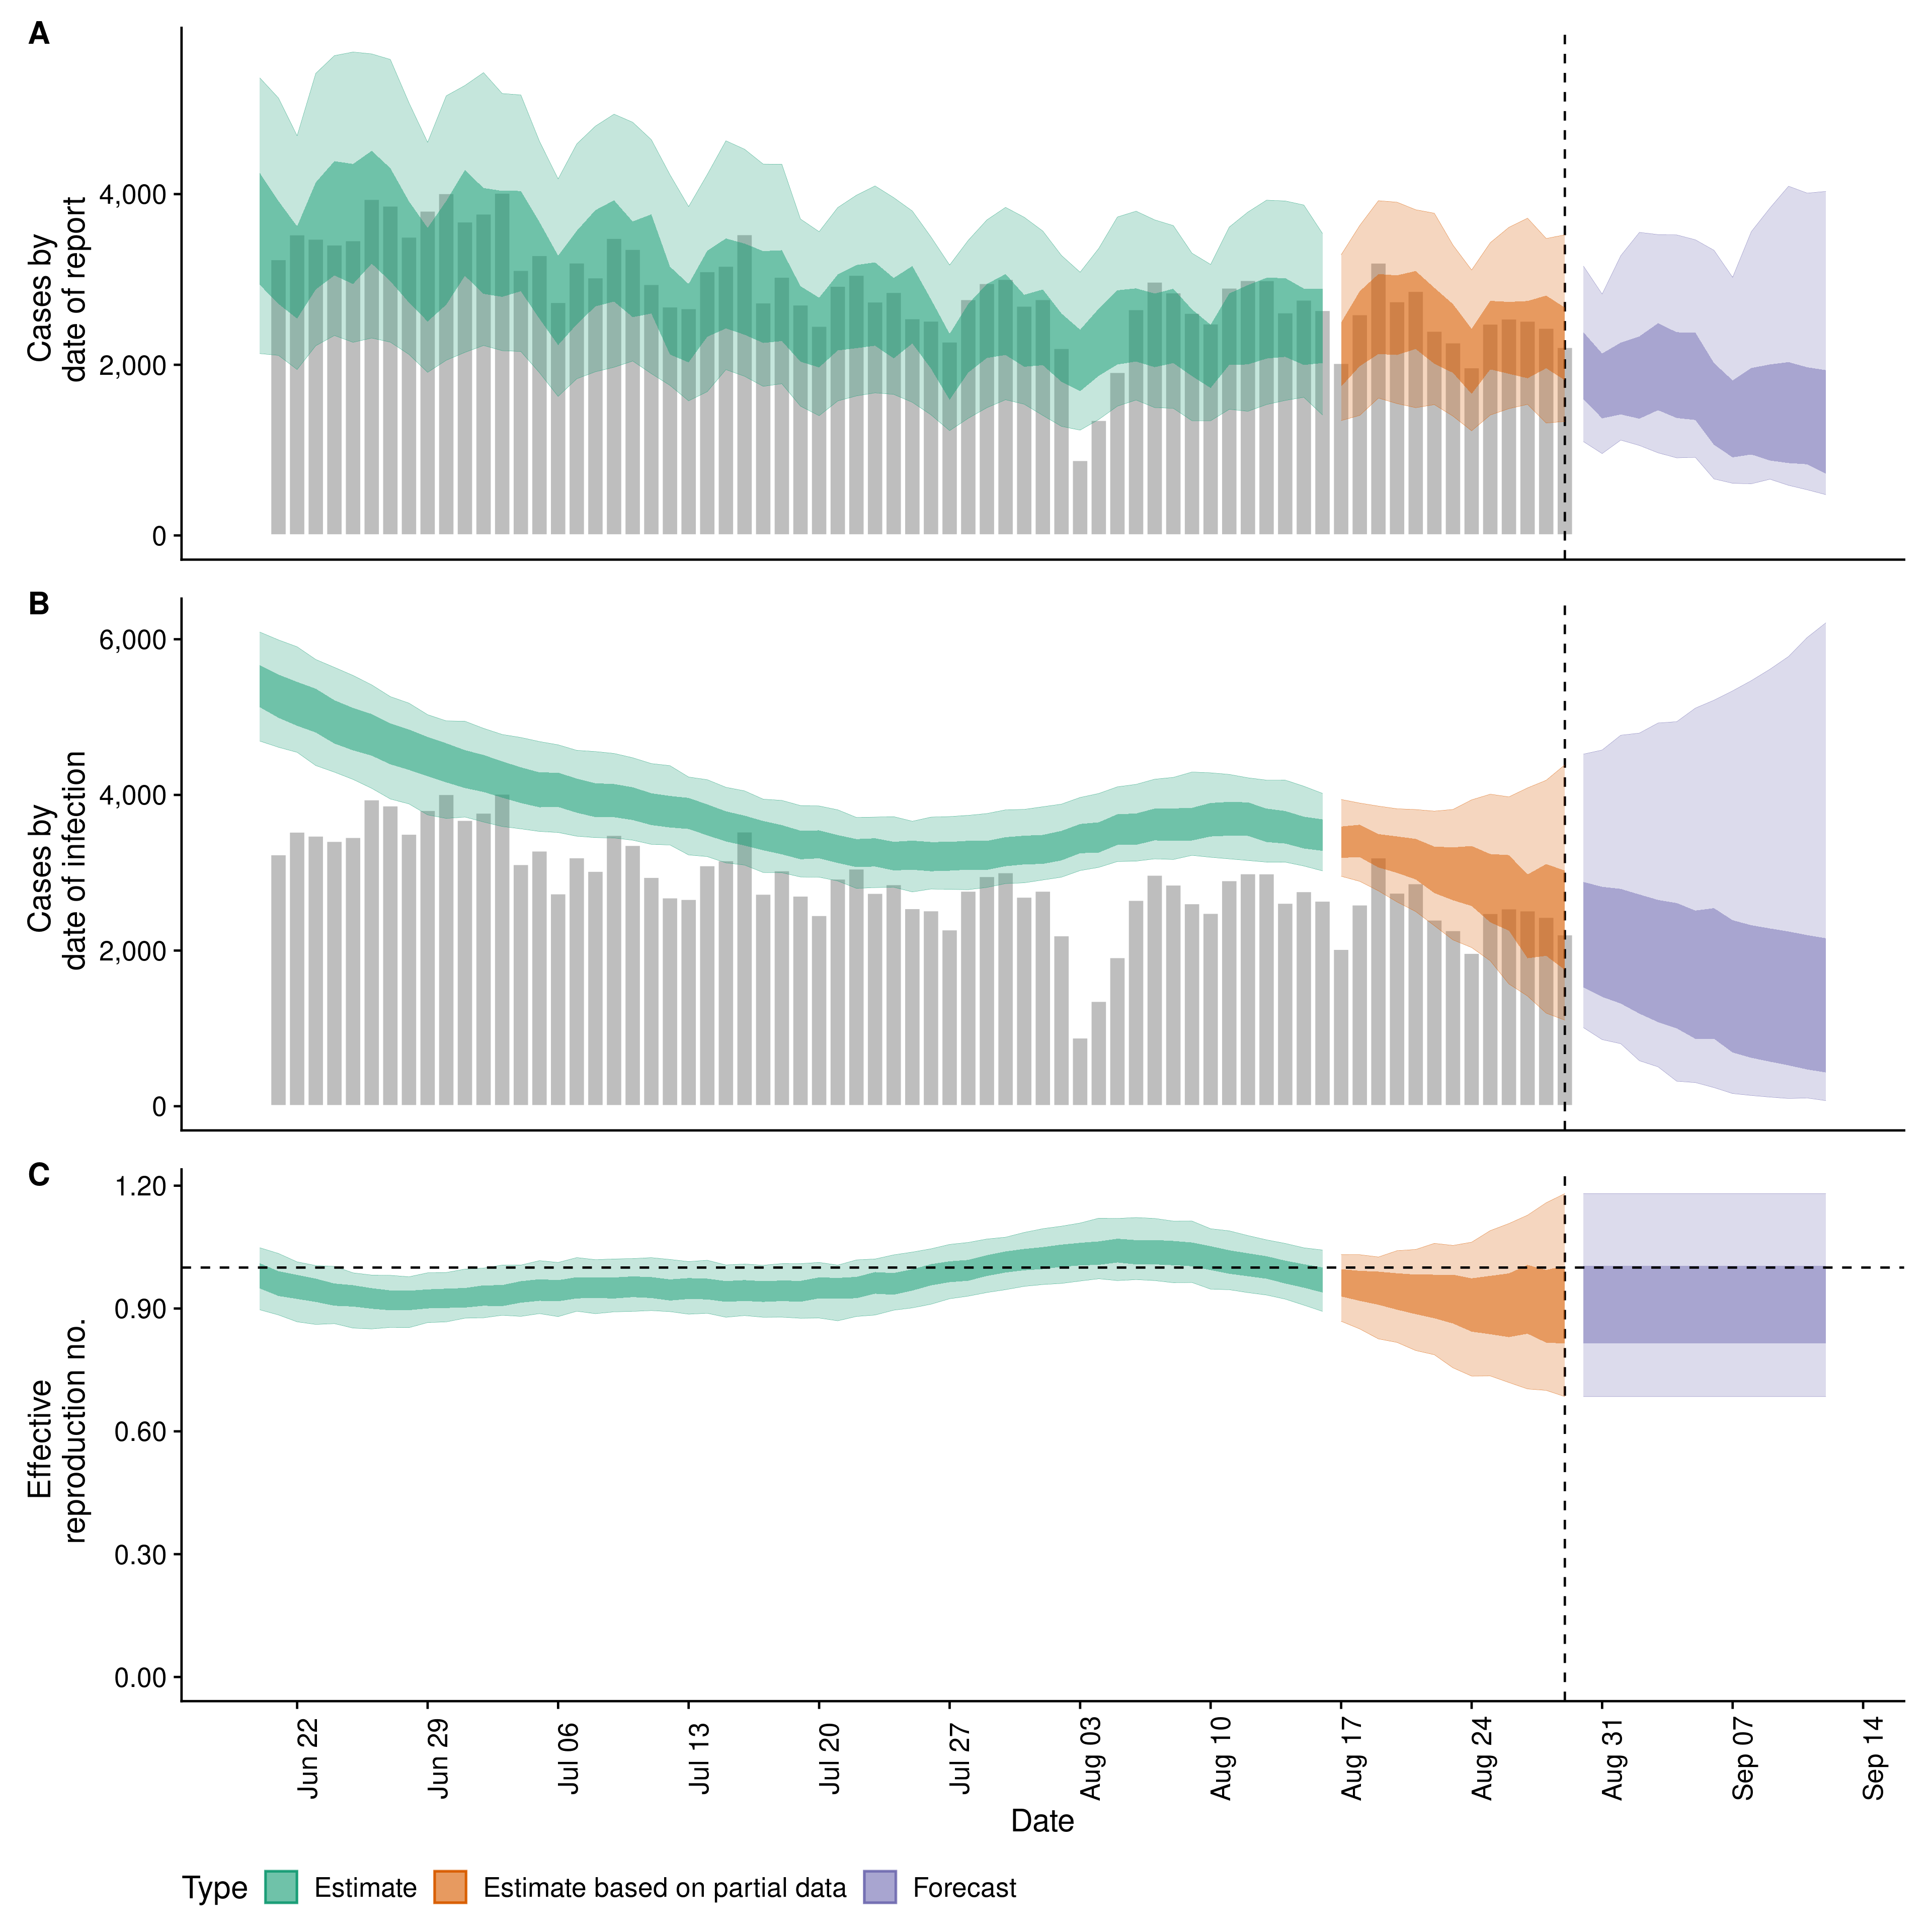 A
Cases by
date of report
4,000
2,000
0
B
Cases by
date of infection
6,000
4,000
2,000
0
C
Effective
reproduction no.
1.20
0.90
0.60
0.30
0.00
Jun 22
Jun 29
Jul 06
Jul 13
Jul 20
Jul 27
Aug 03
Aug 10
Aug 17
Aug 24
Aug 31
Sep 07
Sep 14
Date
Type Estimate Estimate based on partial data Forecast